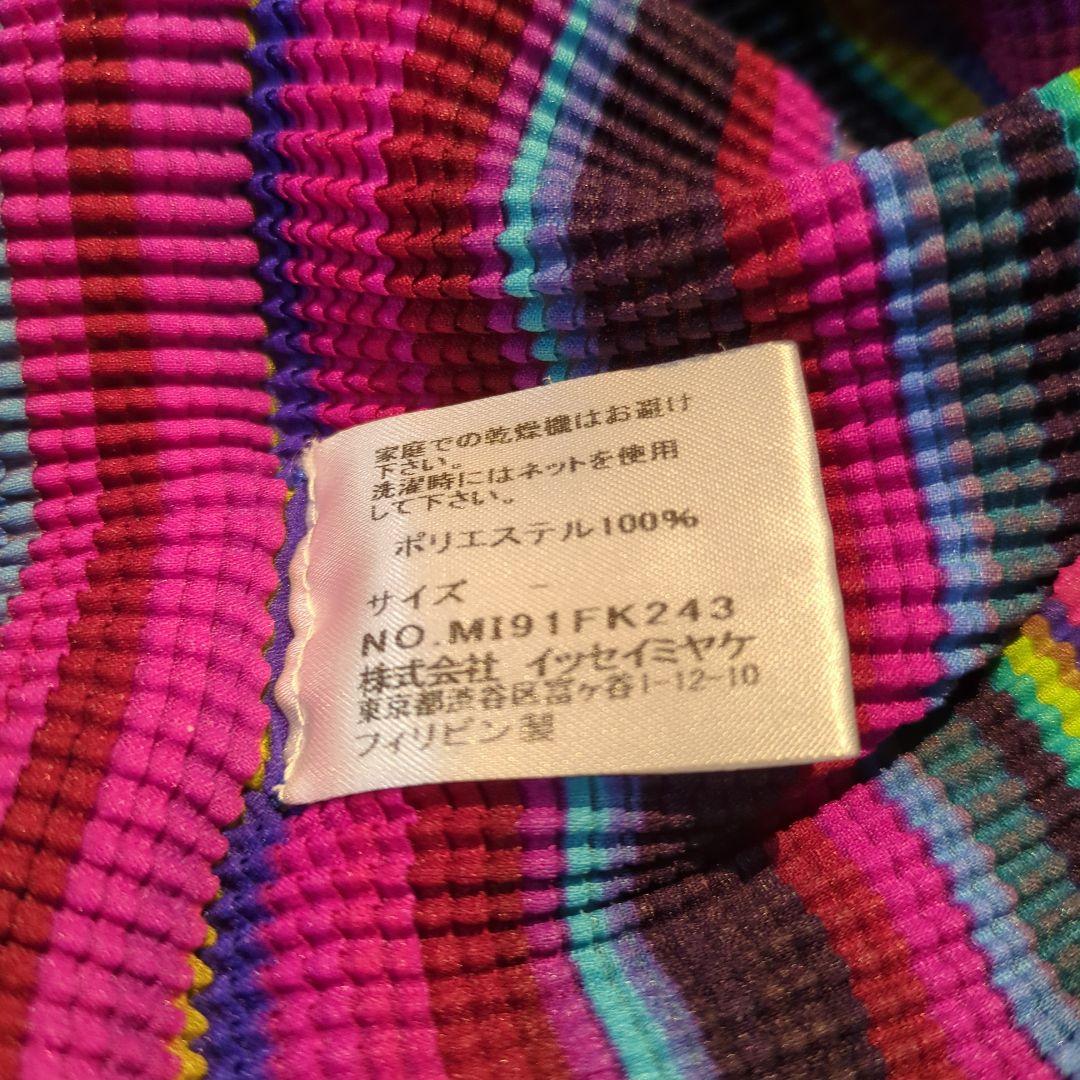 家庭での乾燥機はお避け
下さい。
洗濯時にはネットを使用
して下さい。
ポリエステル100%
サイズ -
NO.MI91FK243
株式会社 イッセイミヤケ
東京都渋谷区富ヶ谷1-12-10
フィリピン製